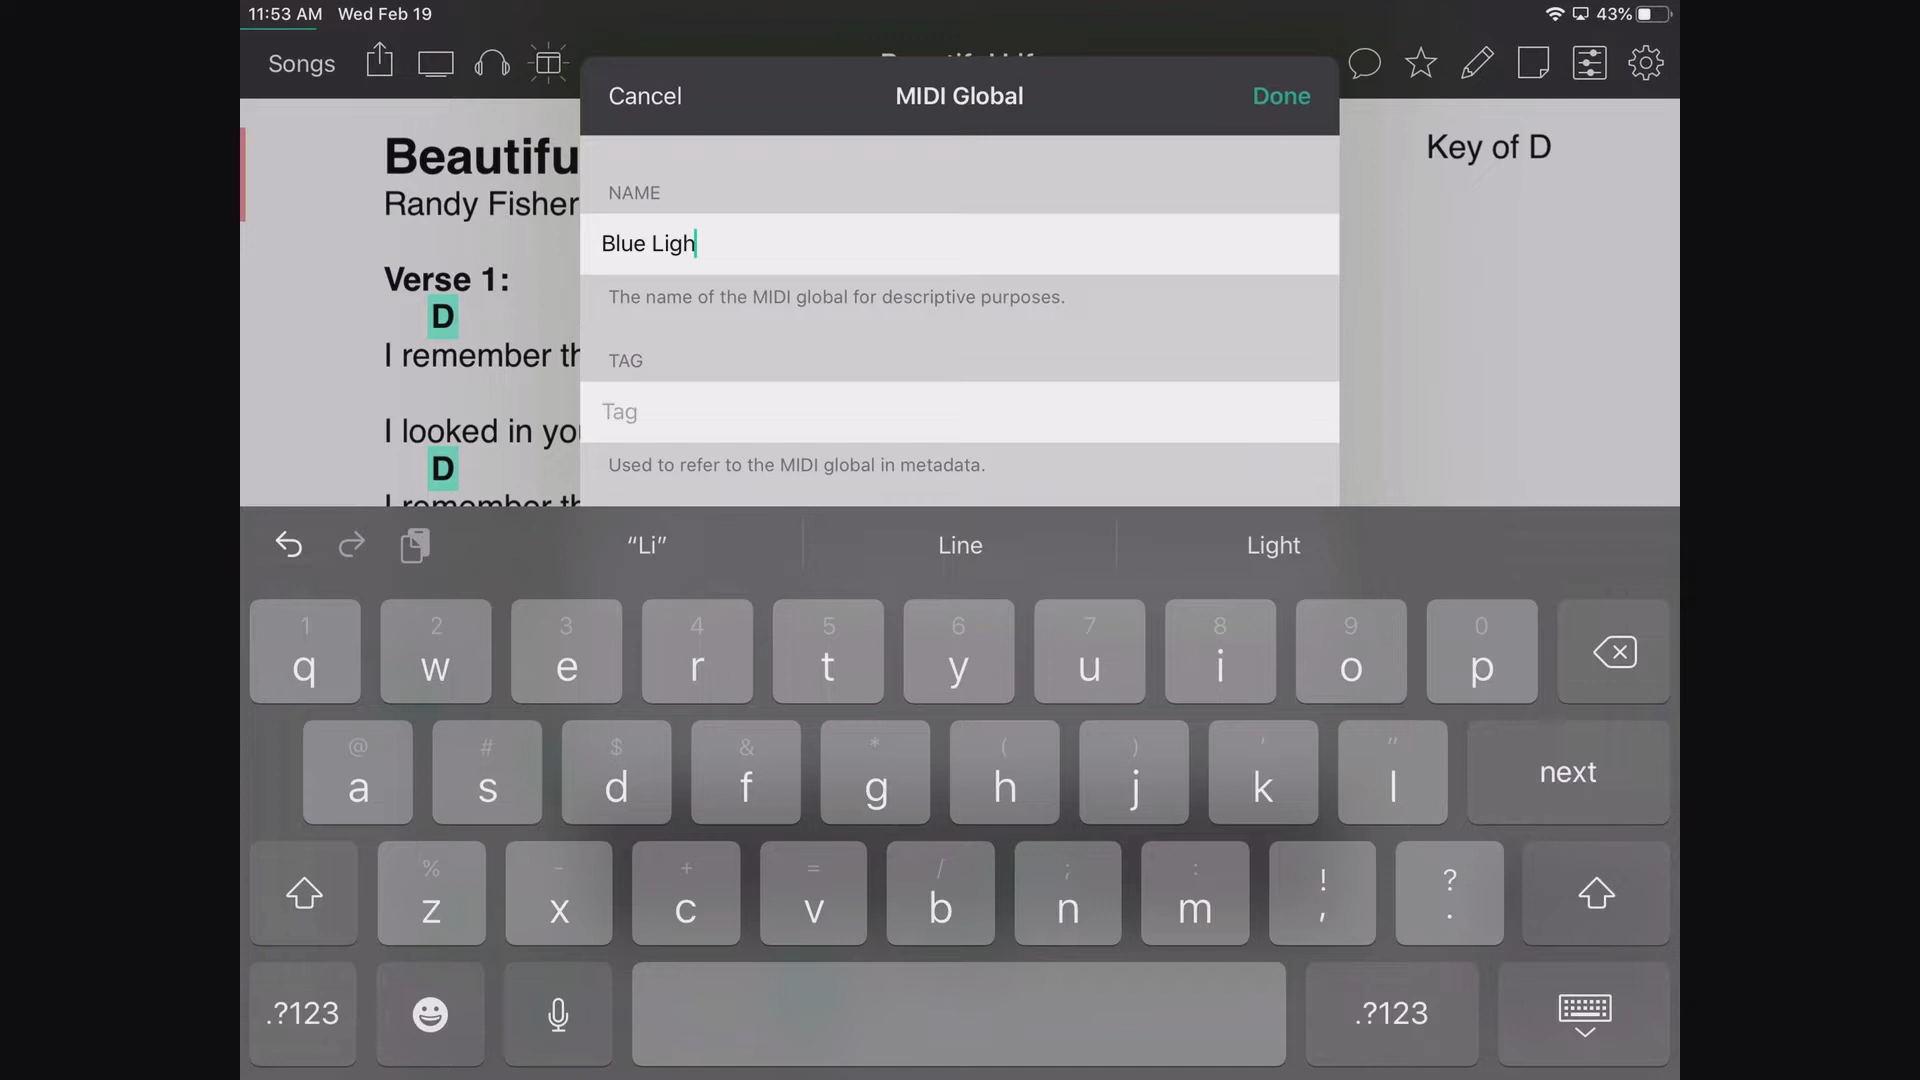 11:53 AM Wed Feb 19
43%
Songs
Cancel
MIDI Global
Done
Beautifu
Key of D
Randy Fisher
NAME
Blue Ligh
The name of the MIDI global for descriptive purposes.
Verse 1:
D
I remember th
TAG
Tag
Used to refer to the MIDI global in metadata.
I looked in you
D
I remember th
“Li”
Line
Light
1 2 3 4 5 6 7 8 9 0
q w e r t y u i o p
@ # $ & * ( ) ' "
a s d f g h j k l next
% - + = / ; : ! ?
z x c v b n m , .
.?123
.?123